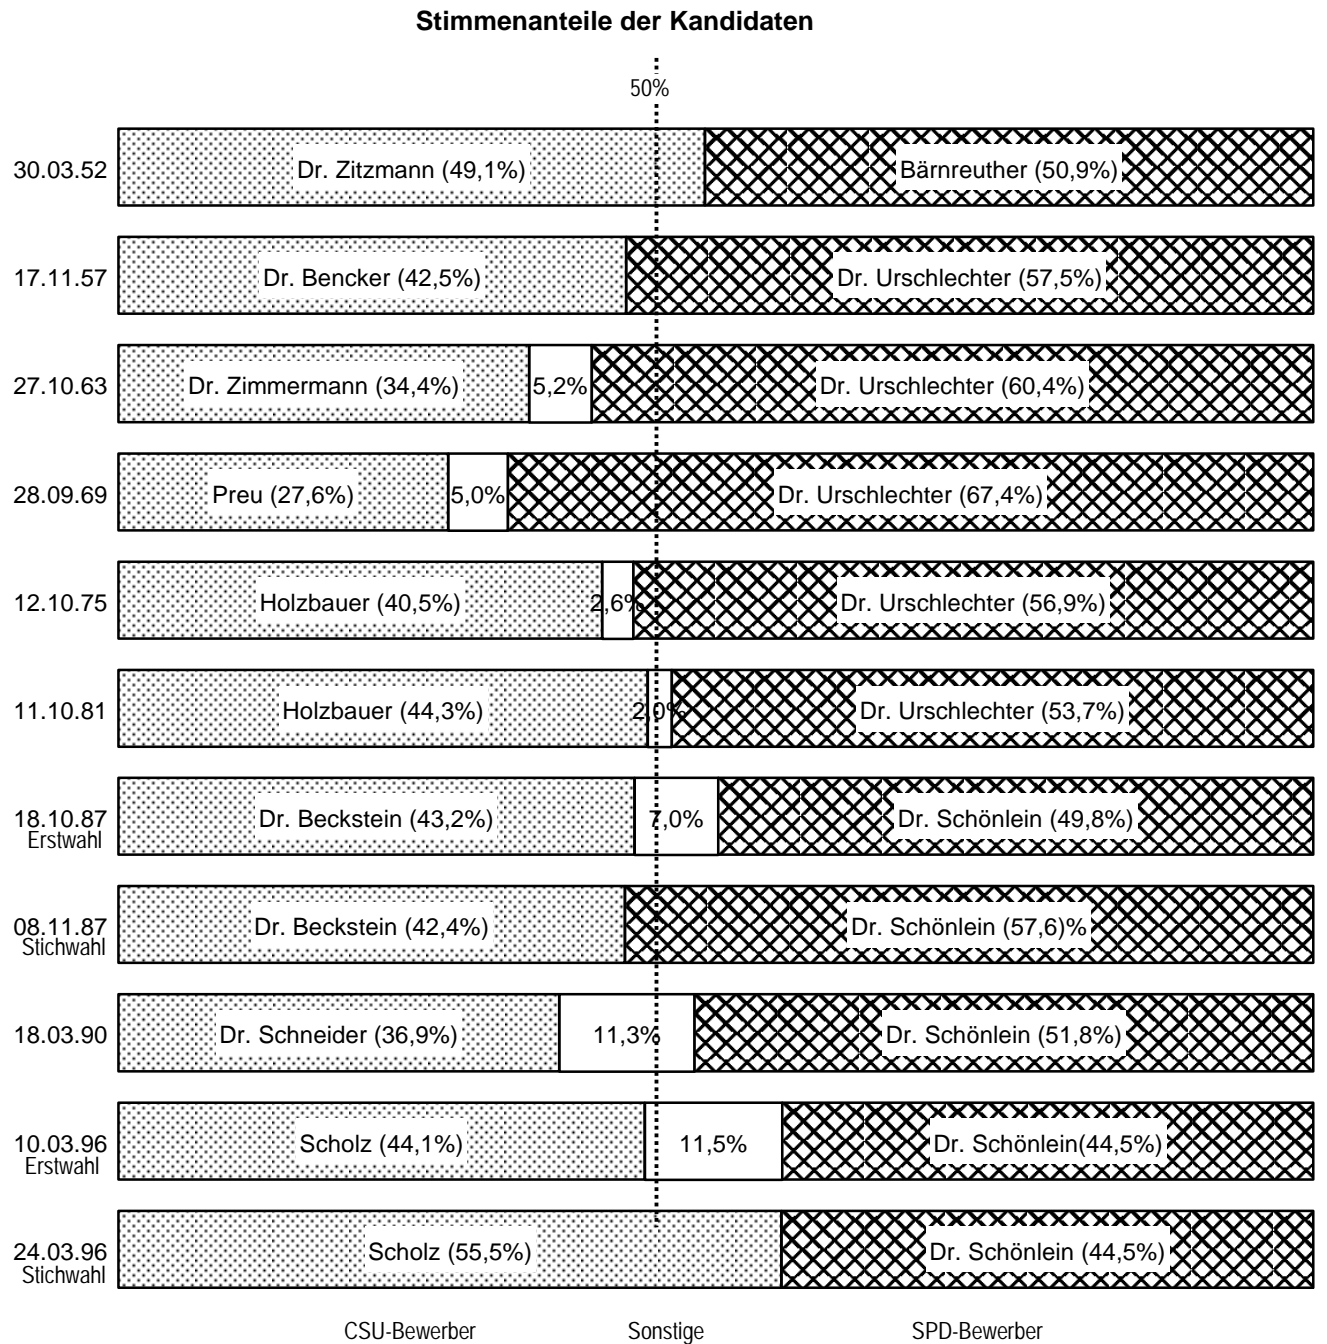 Stimmenanteile der Kandidaten
50%
30.03.52 Dr. Zitzmann (49,1%) Bärnreuther (50,9%)
17.11.57 Dr. Bencker (42,5%) Dr. Urschlechter (57,5%)
27.10.63 Dr. Zimmermann (34,4%) 5,2% Dr. Urschlechter (60,4%)
28.09.69 Preu (27,6%) 5,0% Dr. Urschlechter (67,4%)
12.10.75 Holzbauer (40,5%) 2,6% Dr. Urschlechter (56,9%)
11.10.81 Holzbauer (44,3%) 2,0% Dr. Urschlechter (53,7%)
18.10.87 Dr. Beckstein (43,2%) 7,0% Dr. Schönlein (49,8%)
Erstwahl
08.11.87 Dr. Beckstein (42,4%) Dr. Schönlein (57,6)%
Stichwahl
18.03.90 Dr. Schneider (36,9%) 11,3% Dr. Schönlein (51,8%)
10.03.96 Scholz (44,1%) 11,5% Dr. Schönlein(44,5%)
Erstwahl
24.03.96 Scholz (55,5%) Dr. Schönlein (44,5%)
Stichwahl
CSU-Bewerber Sonstige SPD-Bewerber